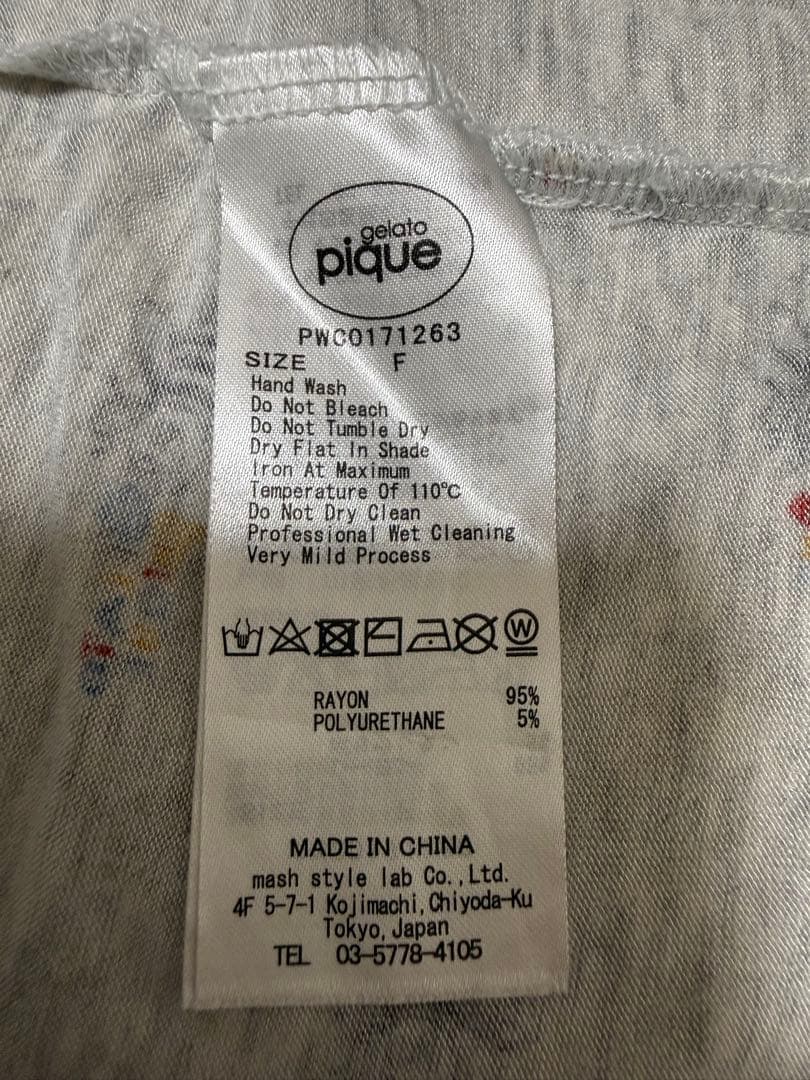 gelato
pique
PWC0171263
SIZE F
Hand Wash
Do Not Bleach
Do Not Tumble Dry
Dry Flat In Shade
Iron At Maximum
Temperature Of 110℃
Do Not Dry Clean
Professional Wet Cleaning
Very Mild Process
W
RAYON 95%
POLYURETHANE 5%
MADE IN CHINA
mash style lab Co.,Ltd.
4F 5-7-1 Kojimachi,Chiyoda-Ku
Tokyo,Japan
TEL 03-5778-4105